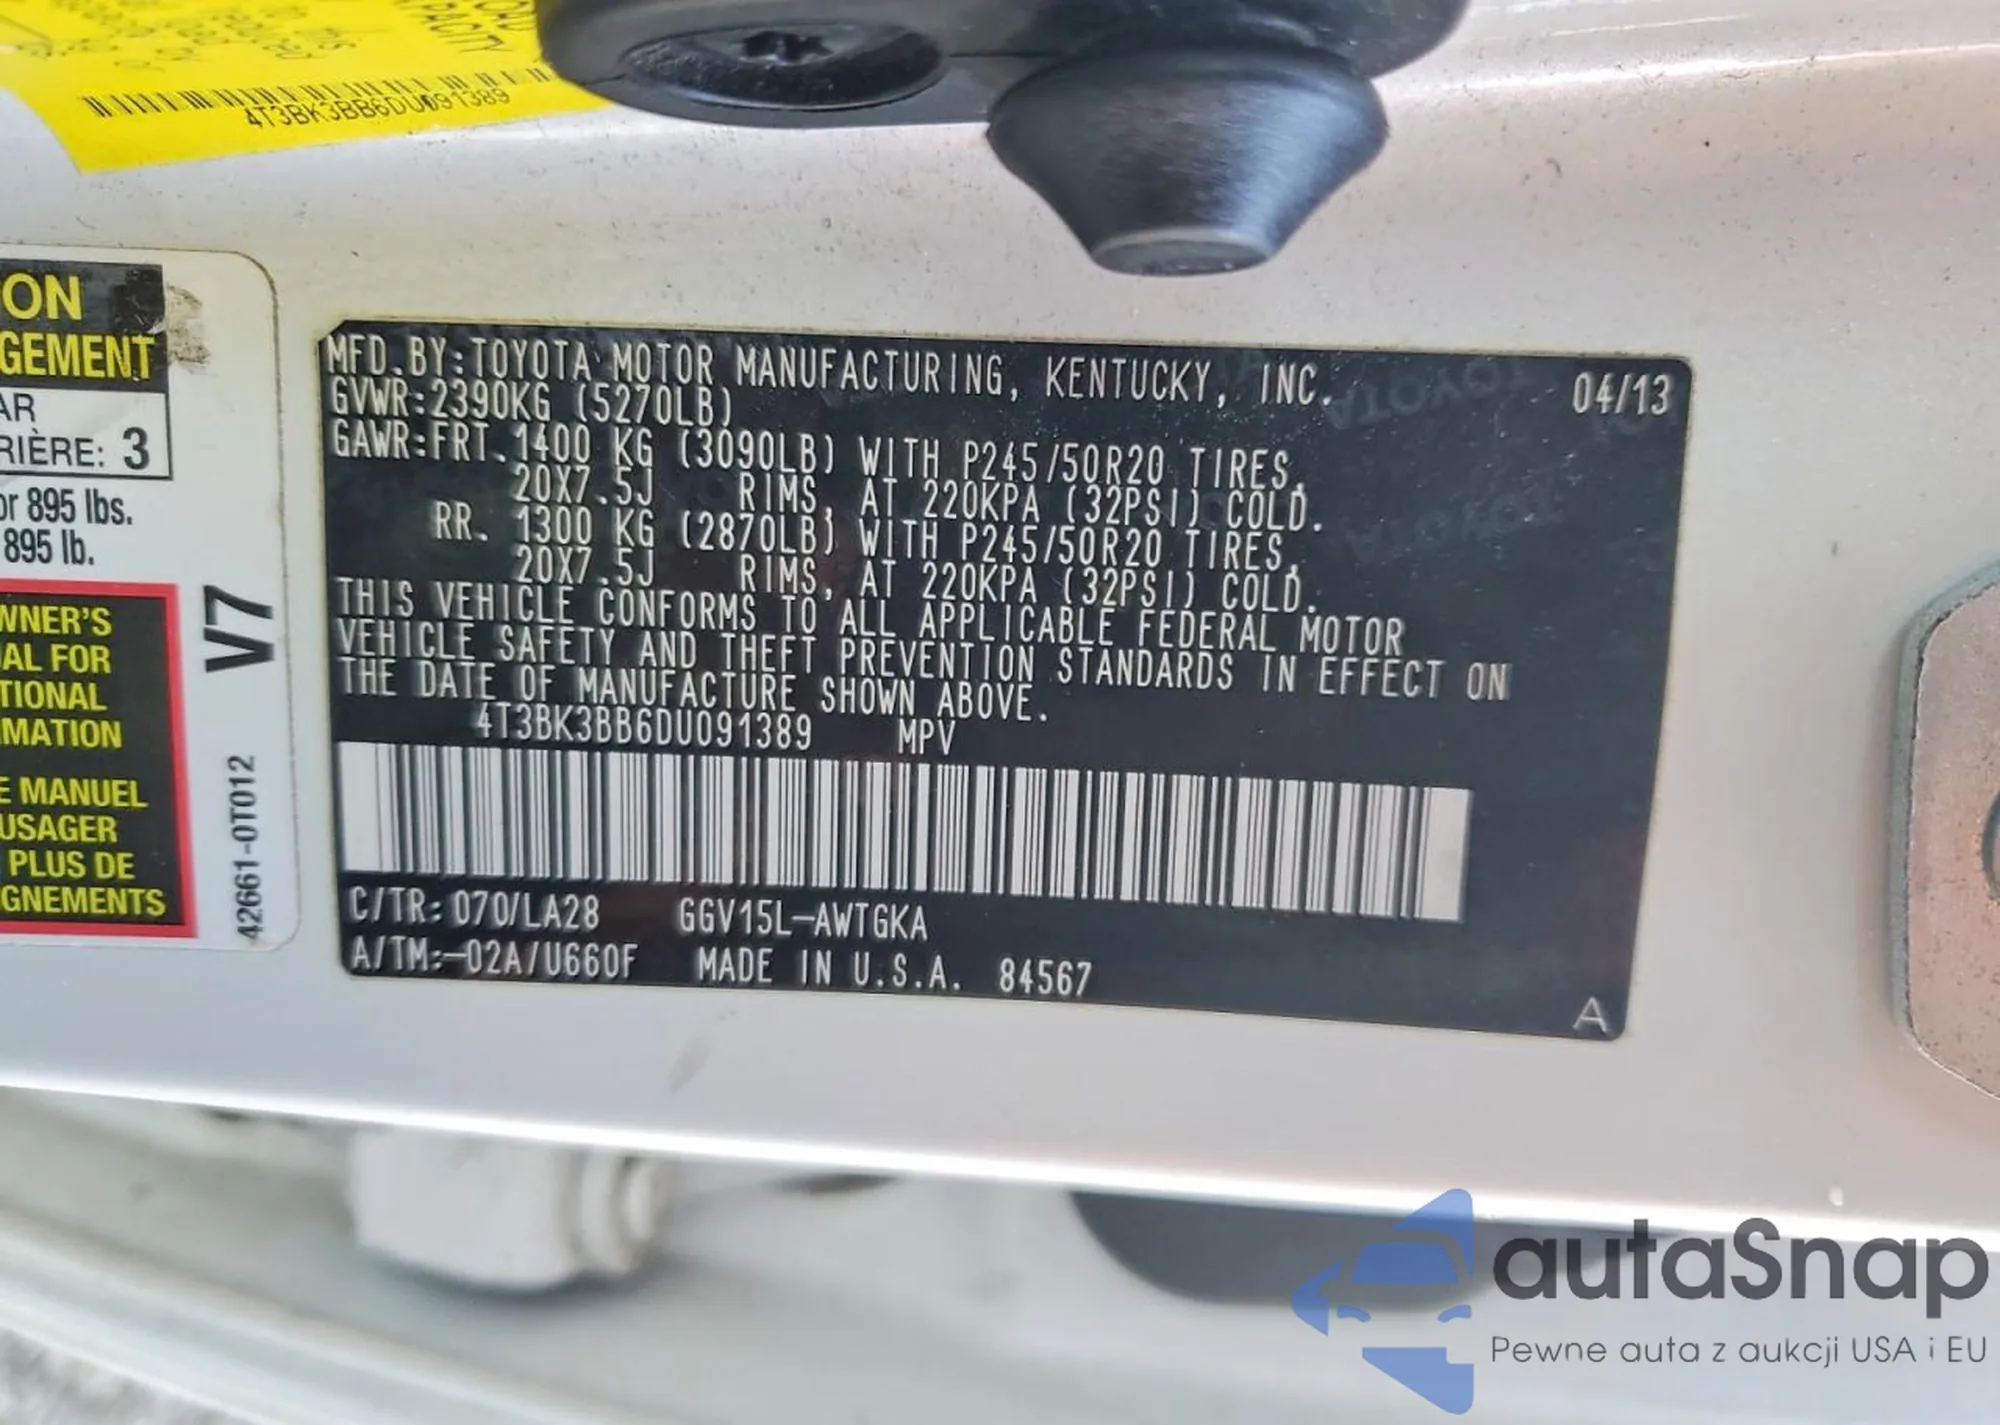 4T3BK3BB6DU091389
ON
GEMENT
AR
RIÈRE: 3
or 895 lbs.
895 lb.
WNER'S
AL FOR
TIONAL
MATION
E MANUEL
USAGER
PLUS DE
GNEMENTS
V7
42661-0T012
MFD.BY:TOYOTA MOTOR MANUFACTURING, KENTUCKY, INC. 04/13
GVWR:2390KG (5270LB)
GAWR:FRT. 1400 KG (3090LB) WITH P245/50R20 TIRES,
20X7.5J RIMS, AT 220KPA (32PSI) COLD.
RR. 1300 KG (2870LB) WITH P245/50R20 TIRES,
20X7.5J RIMS, AT 220KPA (32PSI) COLD.
THIS VEHICLE CONFORMS TO ALL APPLICABLE FEDERAL MOTOR
VEHICLE SAFETY AND THEFT PREVENTION STANDARDS IN EFFECT ON
THE DATE OF MANUFACTURE SHOWN ABOVE.
4T3BK3BB6DU091389 MPV
C/TR: 070/LA28 GGV15L-AWTGKA
A/TM:-02A/U660F MADE IN U.S.A. 84567
A
autaSnap
Pewne auta z aukcji USA i EU